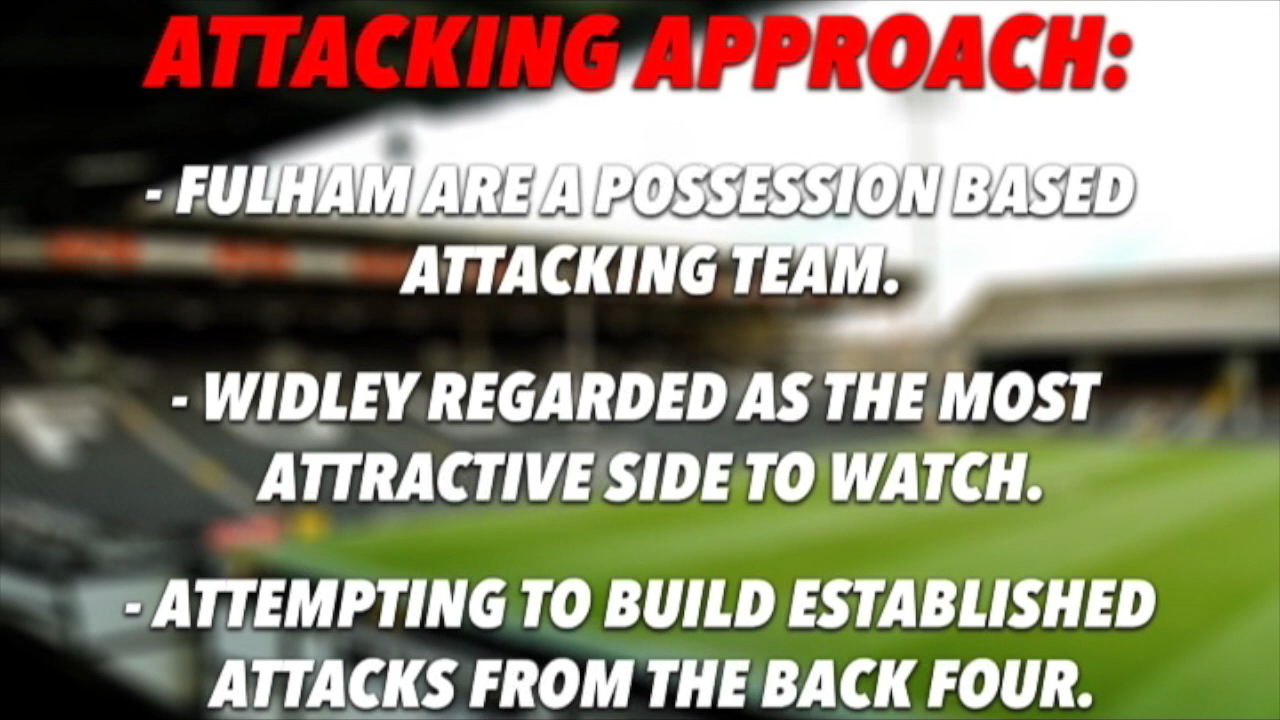 ATTACKING APPROACH:
- FULHAM ARE A POSSESSION BASED
ATTACKING TEAM.
- WIDLEY REGARDED AS THE MOST
ATTRACTIVE SIDE TO WATCH.
- ATTEMPTING TO BUILD ESTABLISHED
ATTACKS FROM THE BACK FOUR.